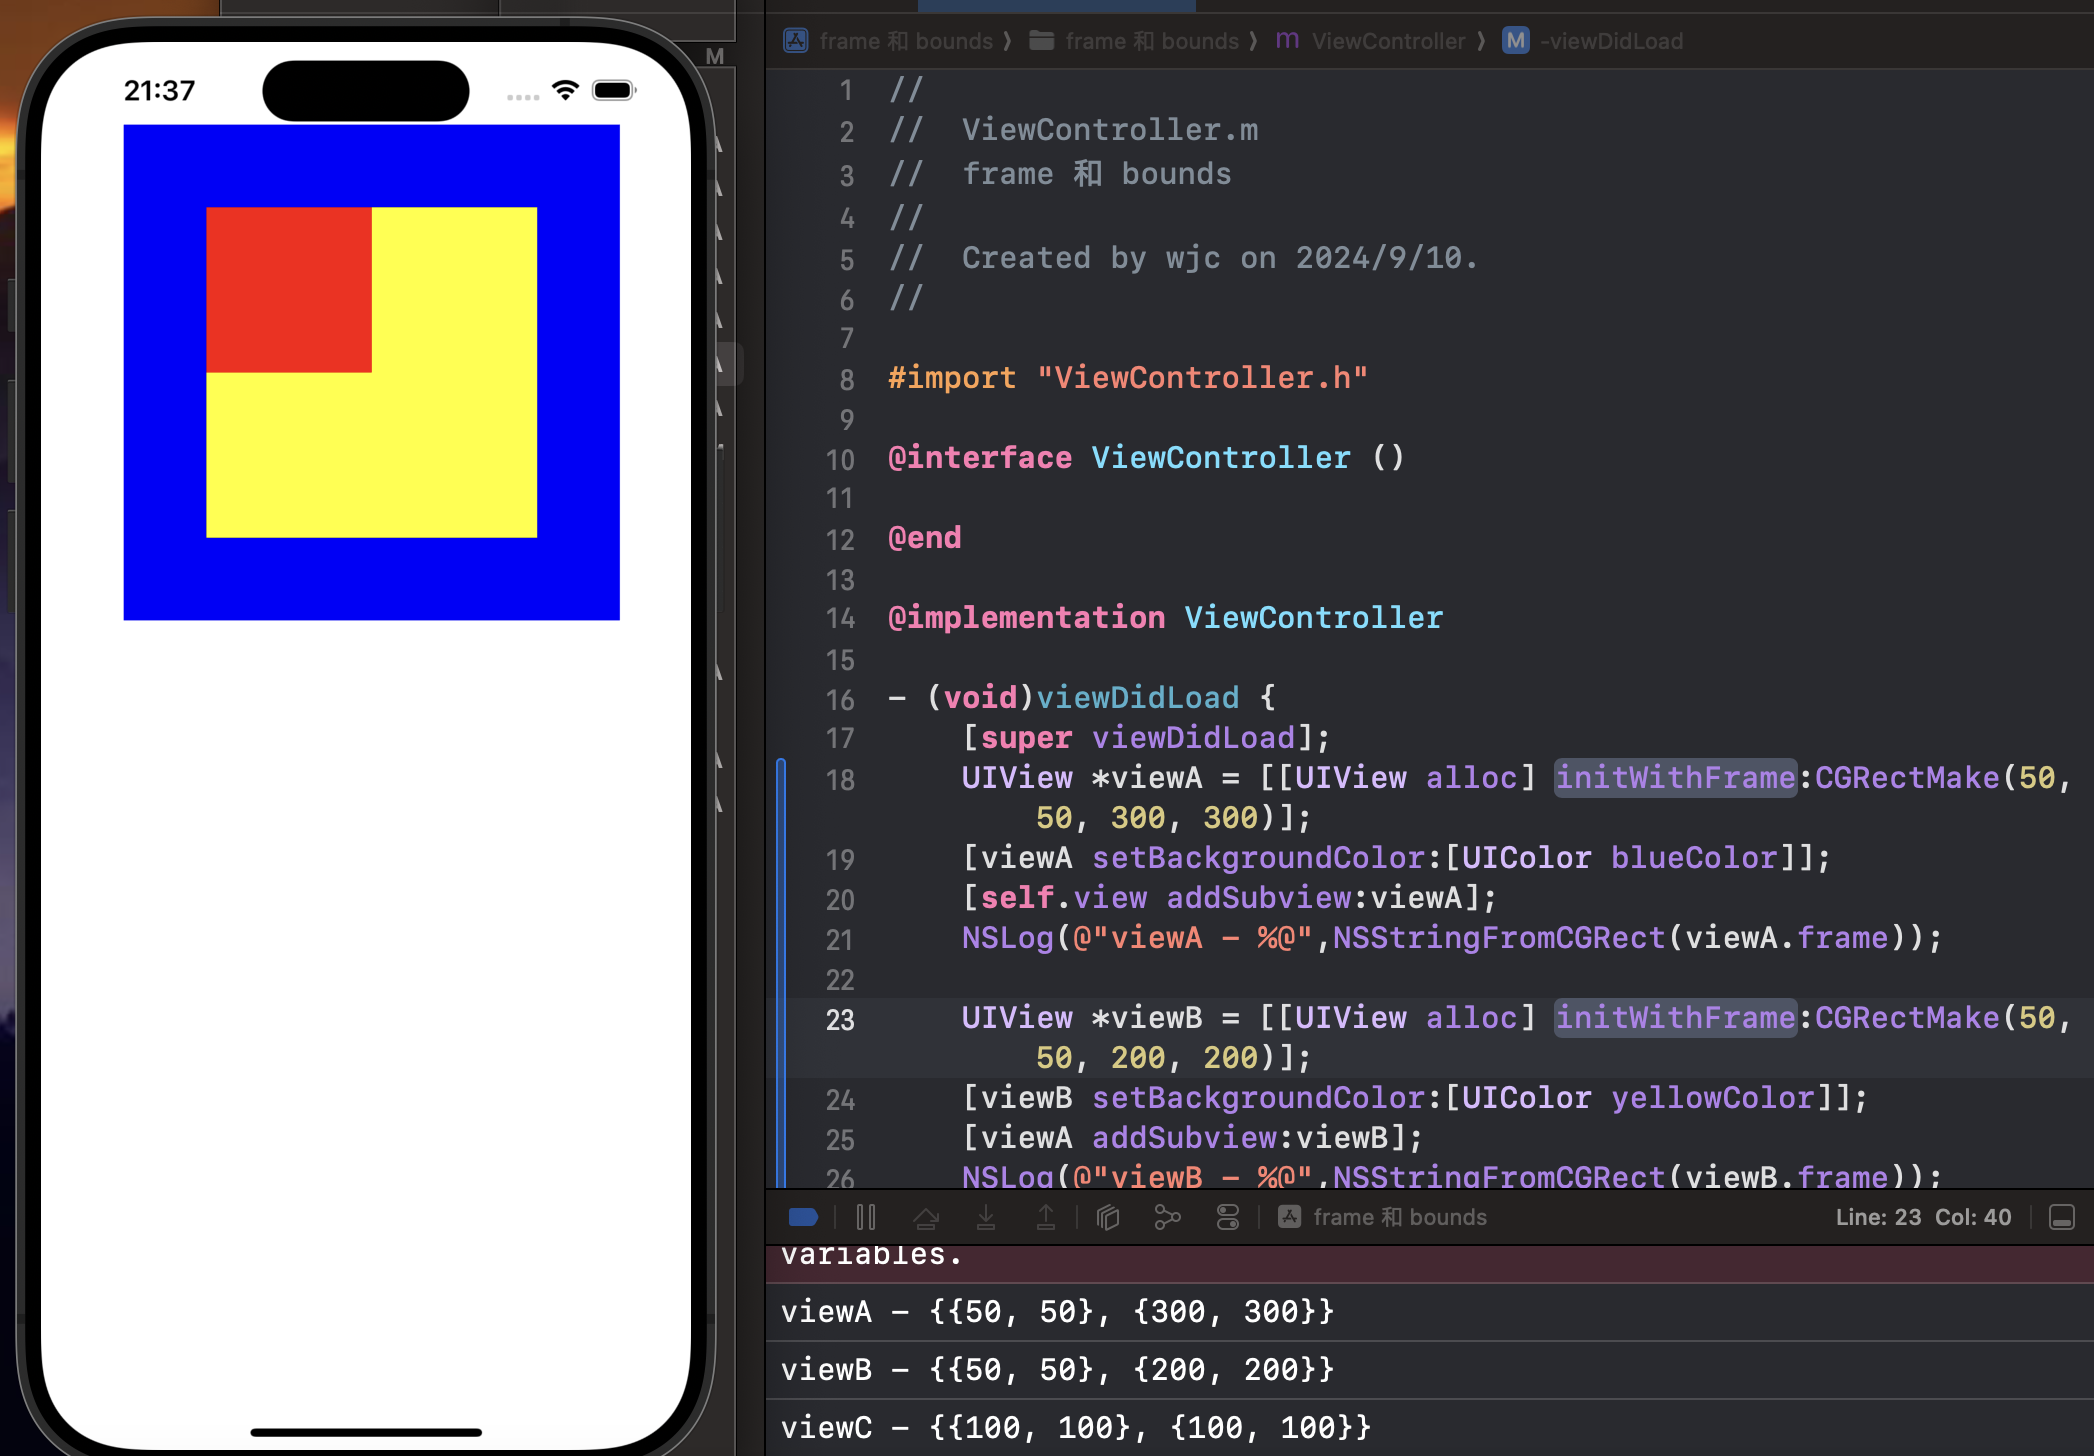 21:37
M
frame 和 bounds ⟩ frame 和 bounds ⟩ m ViewController ⟩ M -viewDidLoad
1 //
2 //  ViewController.m
3 //  frame 和 bounds
4 //
5 //  Created by wjc on 2024/9/10.
6 //
7
8 #import "ViewController.h"
9
10 @interface ViewController ()
11
12 @end
13
14 @implementation ViewController
15
16 - (void)viewDidLoad {
17     [super viewDidLoad];
18     UIView *viewA = [[UIView alloc] initWithFrame:CGRectMake(50,
        50, 300, 300)];
19     [viewA setBackgroundColor:[UIColor blueColor]];
20     [self.view addSubview:viewA];
21     NSLog(@"viewA - %@",NSStringFromCGRect(viewA.frame));
22
23     UIView *viewB = [[UIView alloc] initWithFrame:CGRectMake(50,
        50, 200, 200)];
24     [viewB setBackgroundColor:[UIColor yellowColor]];
25     [viewA addSubview:viewB];
26     NSLog(@"viewB - %@",NSStringFromCGRect(viewB.frame));
frame 和 bounds Line: 23 Col: 40
variables.
viewA - {{50, 50}, {300, 300}}
viewB - {{50, 50}, {200, 200}}
viewC - {{100, 100}, {100, 100}}